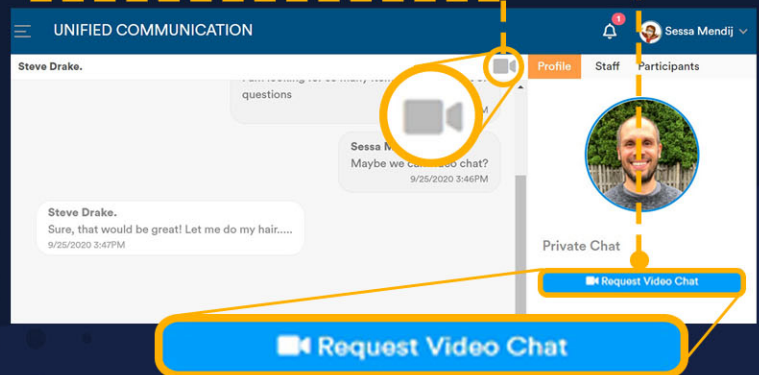 UNIFIED COMMUNICATION
1
Sessa Mendij
Steve Drake.
Profile Staff Participants
questions
M
Sessa M
Maybe we can video chat?
9/25/2020 3:46PM
Steve Drake.
Sure, that would be great! Let me do my hair.....
9/25/2020 3:47PM
Private Chat
Request Video Chat
Request Video Chat